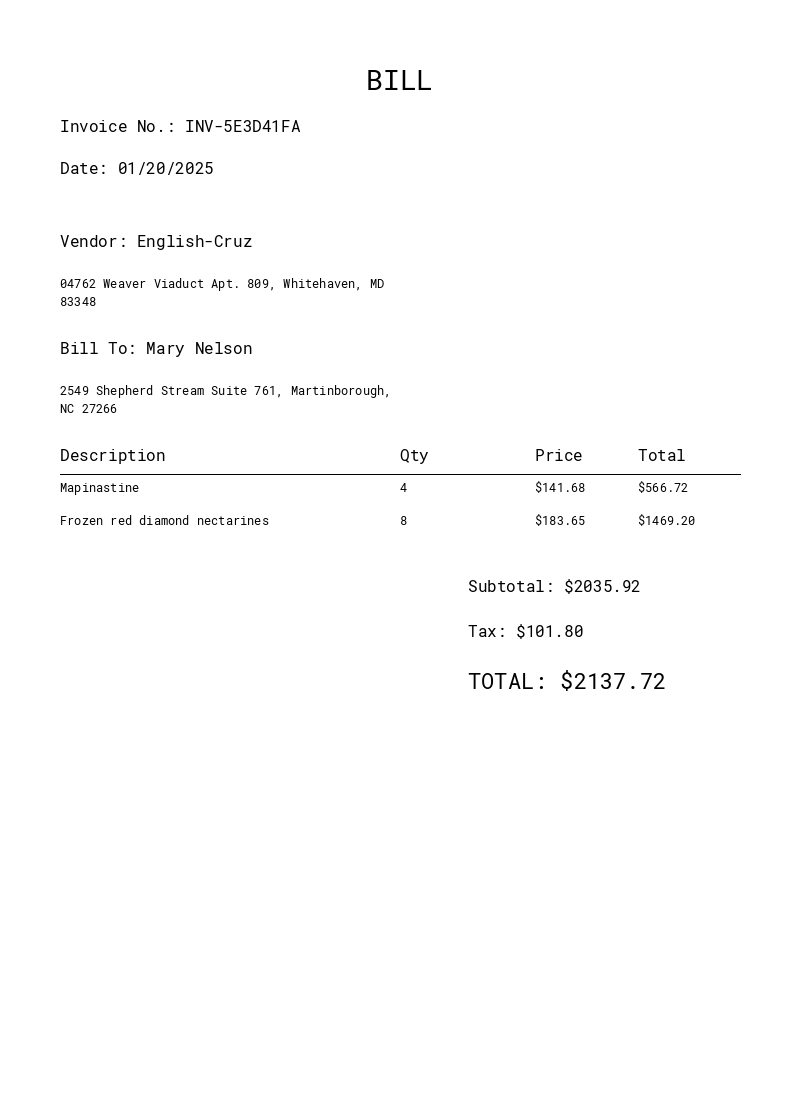 BILL
Invoice No.: INV-5E3D41FA
Date: 01/20/2025
Vendor: English-Cruz
04762 Weaver Viaduct Apt. 809, Whitehaven, MD
83348
Bill To: Mary Nelson
2549 Shepherd Stream Suite 761, Martinborough,
NC 27266
Description Qty Price Total
Mapinastine 4 $141.68 $566.72
Frozen red diamond nectarines 8 $183.65 $1469.20
Subtotal: $2035.92
Tax: $101.80
TOTAL: $2137.72